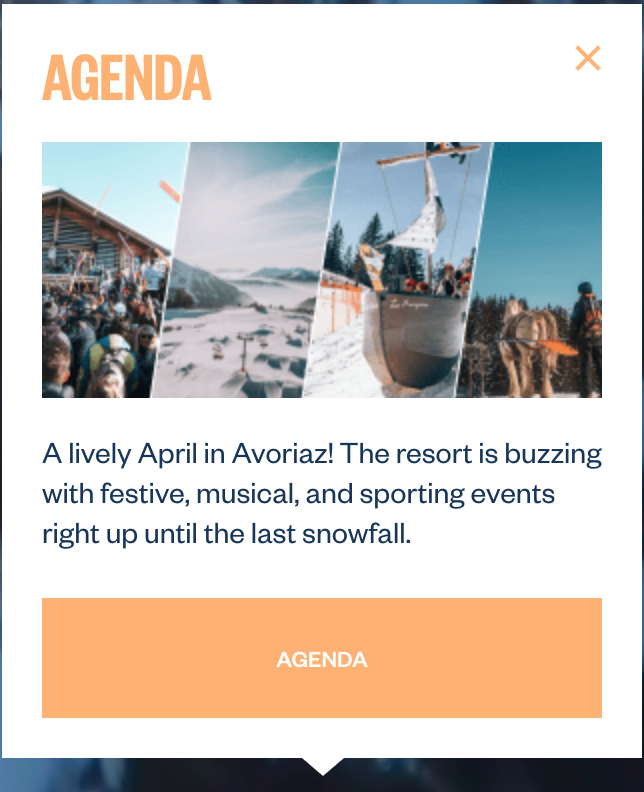 AGENDA
A lively April in Avoriaz! The resort is buzzing
with festive, musical, and sporting events
right up until the last snowfall.
AGENDA